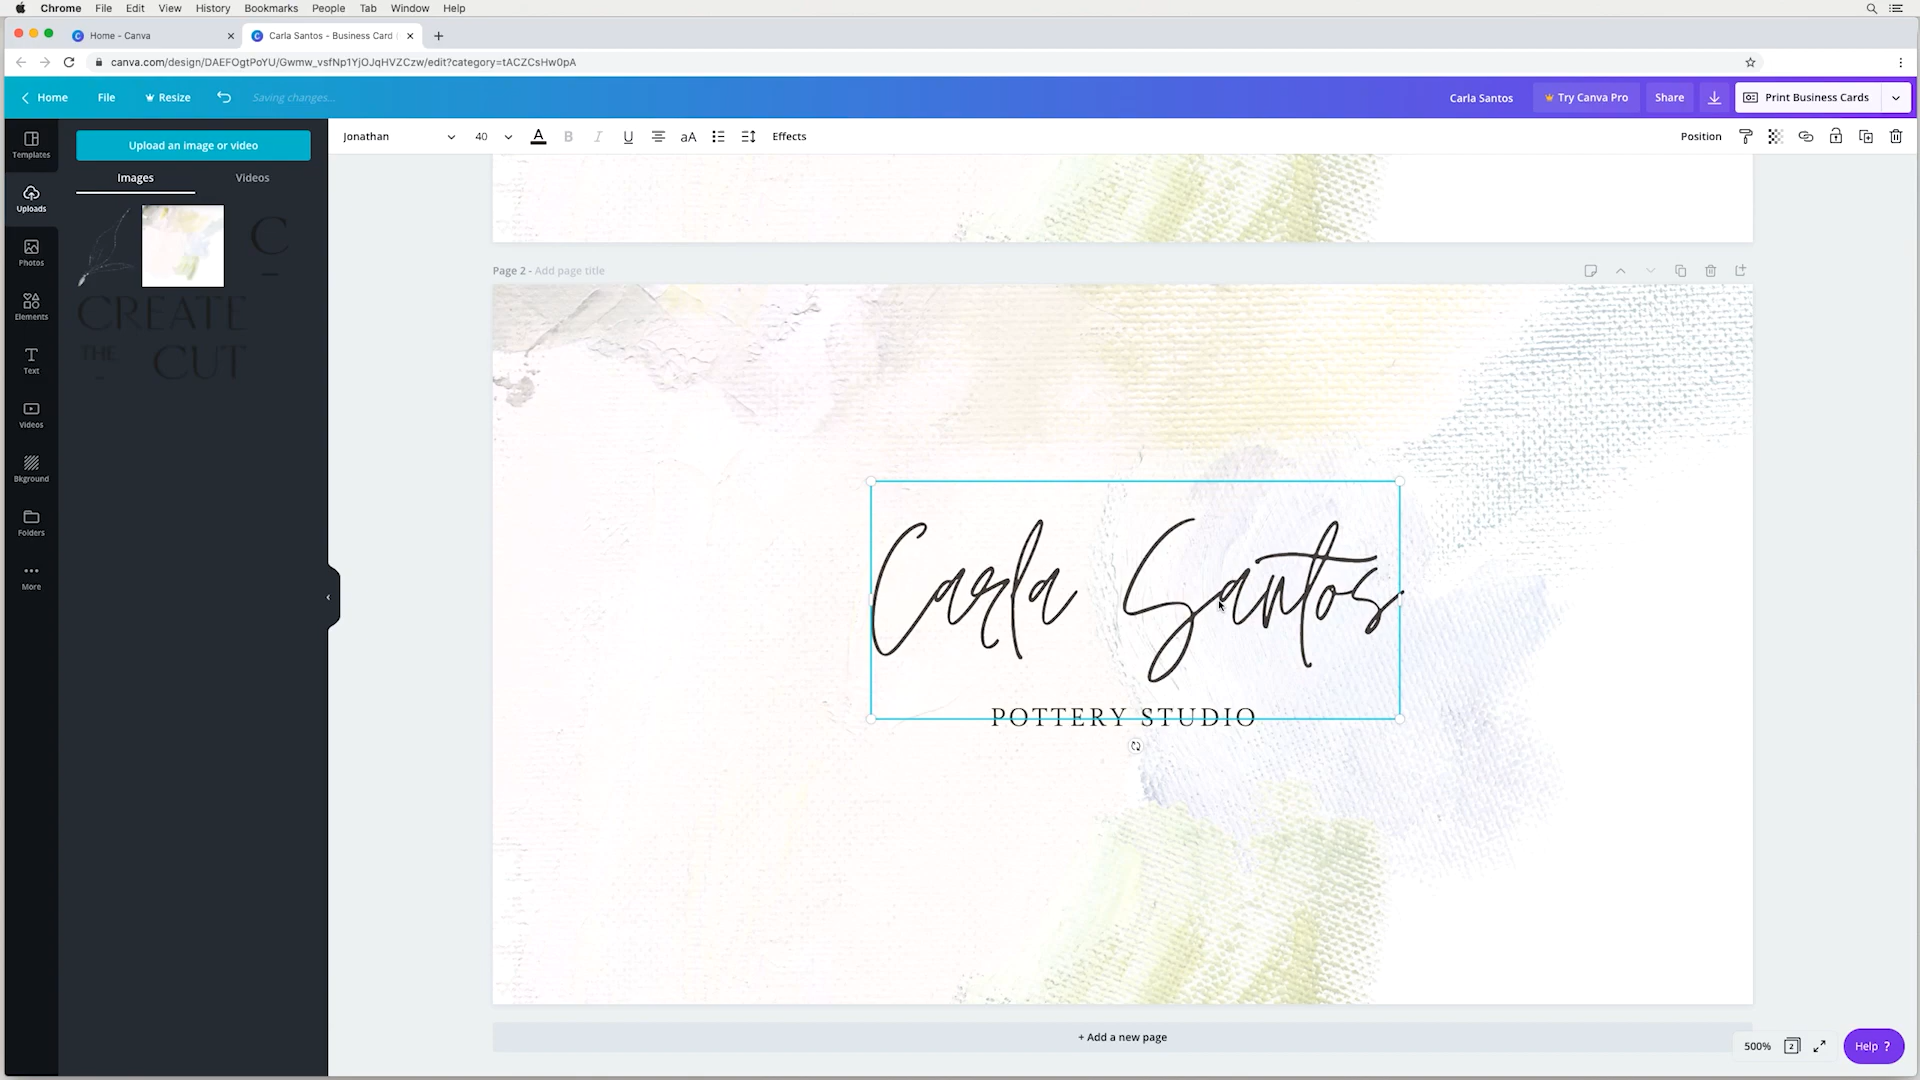 Chrome File Edit View History Bookmarks People Tab Window Help
Home - Canva
Carla Santos - Business Card
canva.com/design/DAEFOgtPoYU/Gwmw_vsfNp1YjOJqHVZCzw/edit?category=tACZCsHw0pA
Home File Resize Saving changes... Carla Santos Try Canva Pro Share Print Business Cards
Jonathan 40 A B I U aA Effects Position
Templates
Uploads
Photos
Elements
Text
Videos
Bkground
Folders
More
Upload an image or video
Images Videos
C
CREATE
THE CUT
Page 2 - Add page title
Carla Santos
POTTERY STUDIO
+ Add a new page
500% 2 Help ?